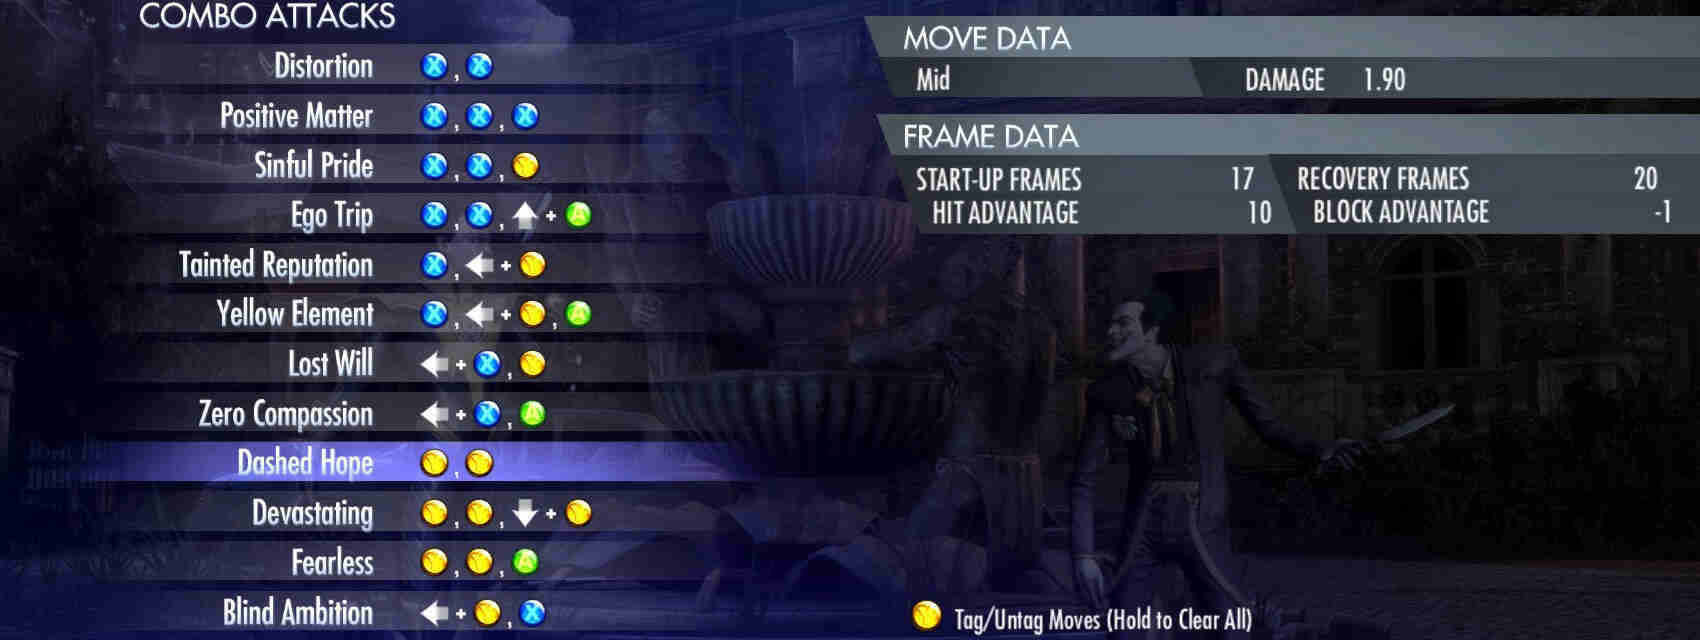 COMBO ATTACKS
Distortion X, X
Positive Matter X, X, X
Sinful Pride X, X, Y
Ego Trip X, X, ⬆ + A
Tainted Reputation X, ⬅ + Y
Yellow Element X, ⬅ + Y, A
Lost Will ⬅ + X, Y
Zero Compassion ⬅ + X, A
Dashed Hope Y, Y
Devastating Y, Y, ⬇ + Y
Fearless Y, Y, A
Blind Ambition ⬅ + Y, X
MOVE DATA
Mid DAMAGE 1.90
FRAME DATA
START-UP FRAMES 17 RECOVERY FRAMES 20
HIT ADVANTAGE 10 BLOCK ADVANTAGE -1
Y Tag/Untag Moves (Hold to Clear All)